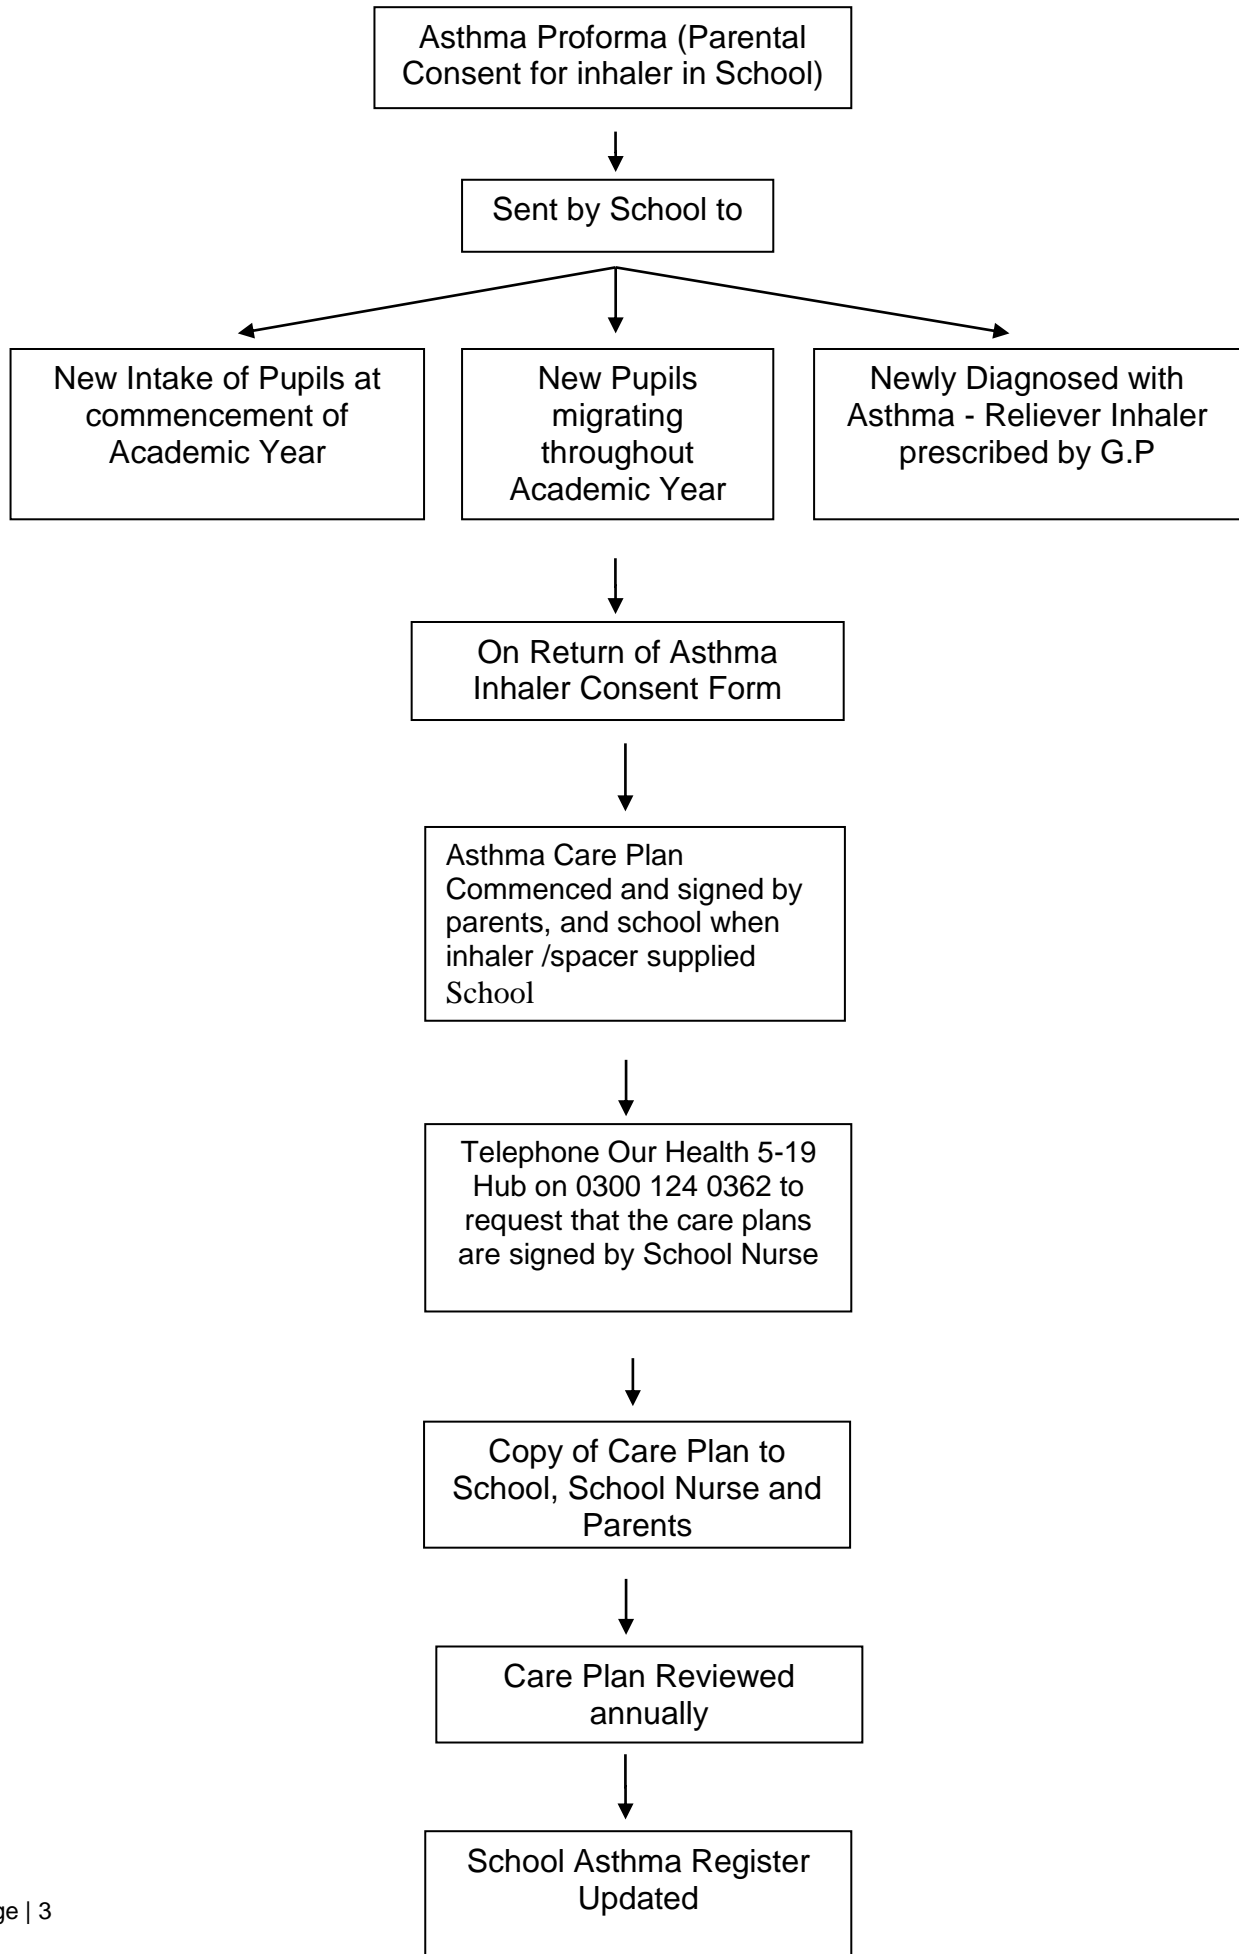 Asthma Proforma (Parental
Consent for inhaler in School)
Sent by School to
New Intake of Pupils at
commencement of
Academic Year
New Pupils
migrating
throughout
Academic Year
Newly Diagnosed with
Asthma - Reliever Inhaler
prescribed by G.P
On Return of Asthma
Inhaler Consent Form
Asthma Care Plan
Commenced and signed by
parents, and school when
inhaler /spacer supplied
School
Telephone Our Health 5-19
Hub on 0300 124 0362 to
request that the care plans
are signed by School Nurse
Copy of Care Plan to
School, School Nurse and
Parents
Care Plan Reviewed
annually
School Asthma Register
Updated
ge | 3